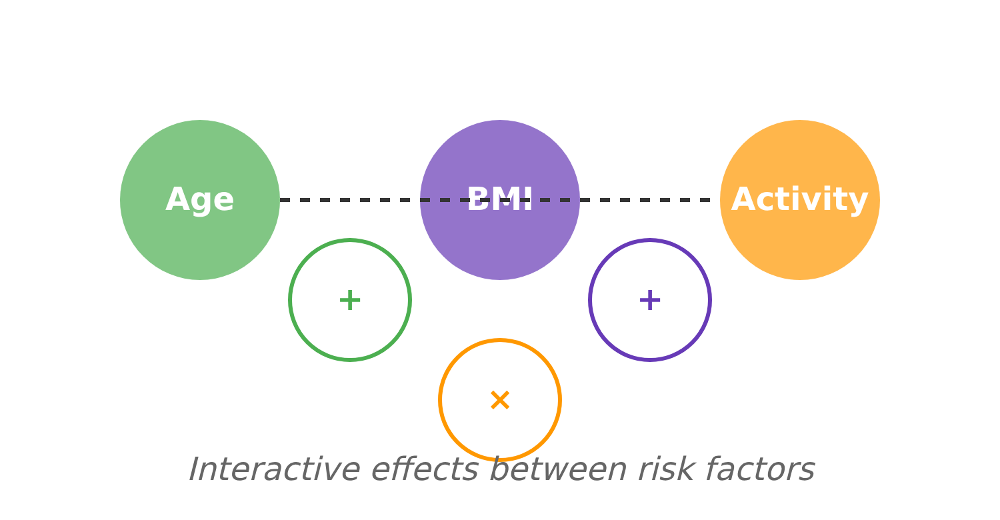 Age BMI Activity
+ +
×
Interactive effects between risk factors